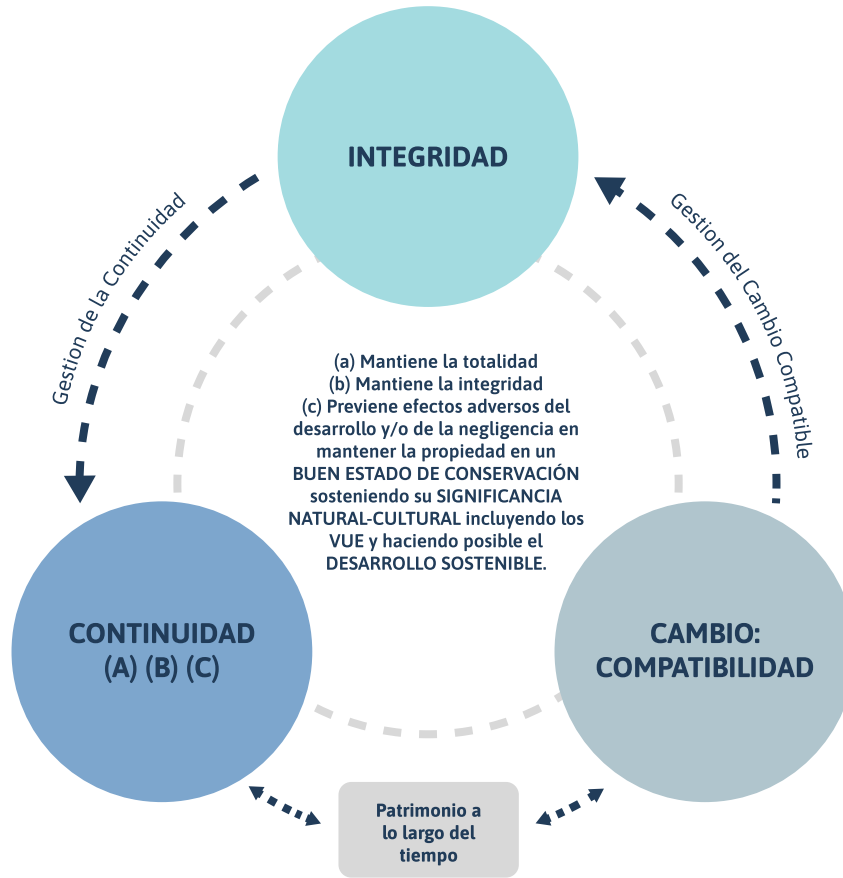 INTEGRIDAD
Gestion de la Continuidad
Gestion del Cambio Compatible
(a) Mantiene la totalidad
(b) Mantiene la integridad
(c) Previene efectos adversos del
desarrollo y/o de la negligencia en
mantener la propiedad en un
BUEN ESTADO DE CONSERVACIÓN
sosteniendo su SIGNIFICANCIA
NATURAL-CULTURAL incluyendo los
VUE y haciendo posible el
DESARROLLO SOSTENIBLE.
CONTINUIDAD
(A) (B) (C)
CAMBIO:
COMPATIBILIDAD
Patrimonio a
lo largo del
tiempo